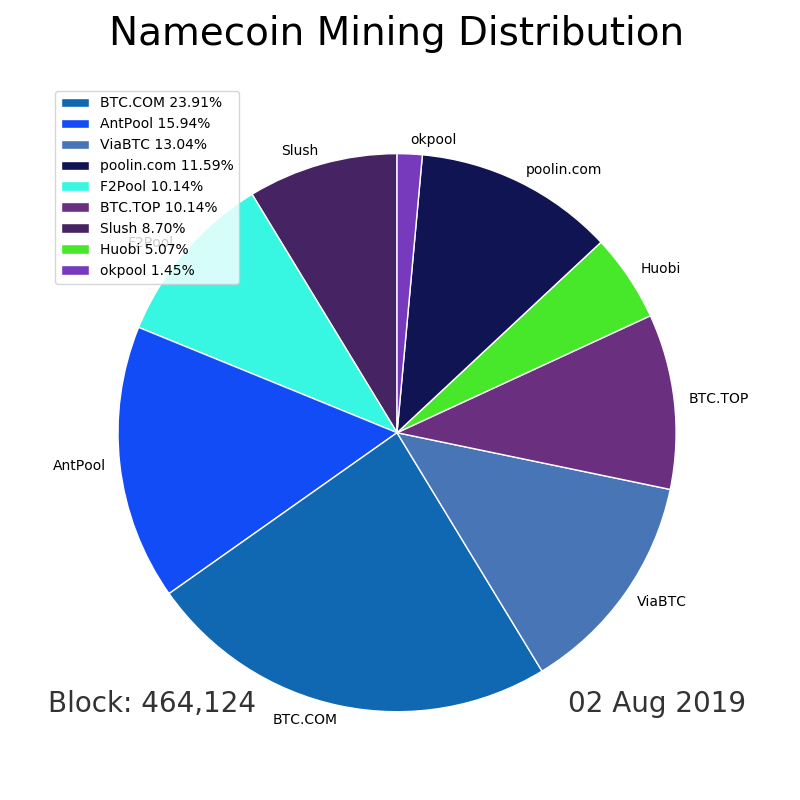 Namecoin Mining Distribution
BTC.COM 23.91%
AntPool 15.94%
ViaBTC 13.04%
poolin.com 11.59%
F2Pool 10.14%
BTC.TOP 10.14%
Slush 8.70%
Huobi 5.07%
okpool 1.45%
okpool
Slush
poolin.com
F2Pool
Huobi
BTC.TOP
AntPool
ViaBTC
Block: 464,124
02 Aug 2019
BTC.COM